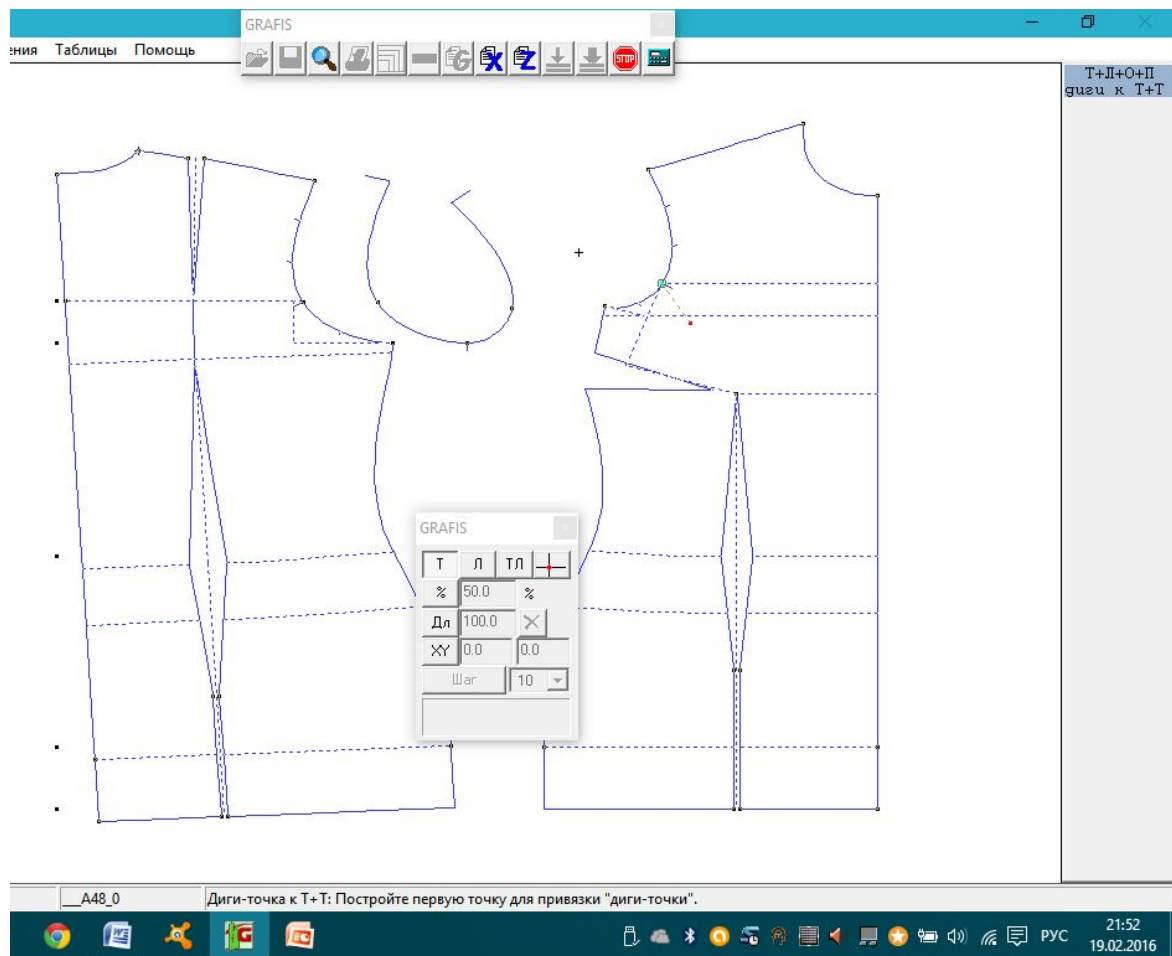 GRAFIS
ения Таблицы Помощь
STOP
Т+Л+О+П
диги к Т+Т
GRAFIS
Т Л ТЛ
% 50.0 %
Дл 100.0
XY 0.0 0.0
Шаг 10
__A48_0 Диги-точка к Т+Т: Постройте первую точку для привязки "диги-точки".
РУС 21:52
19.02.2016